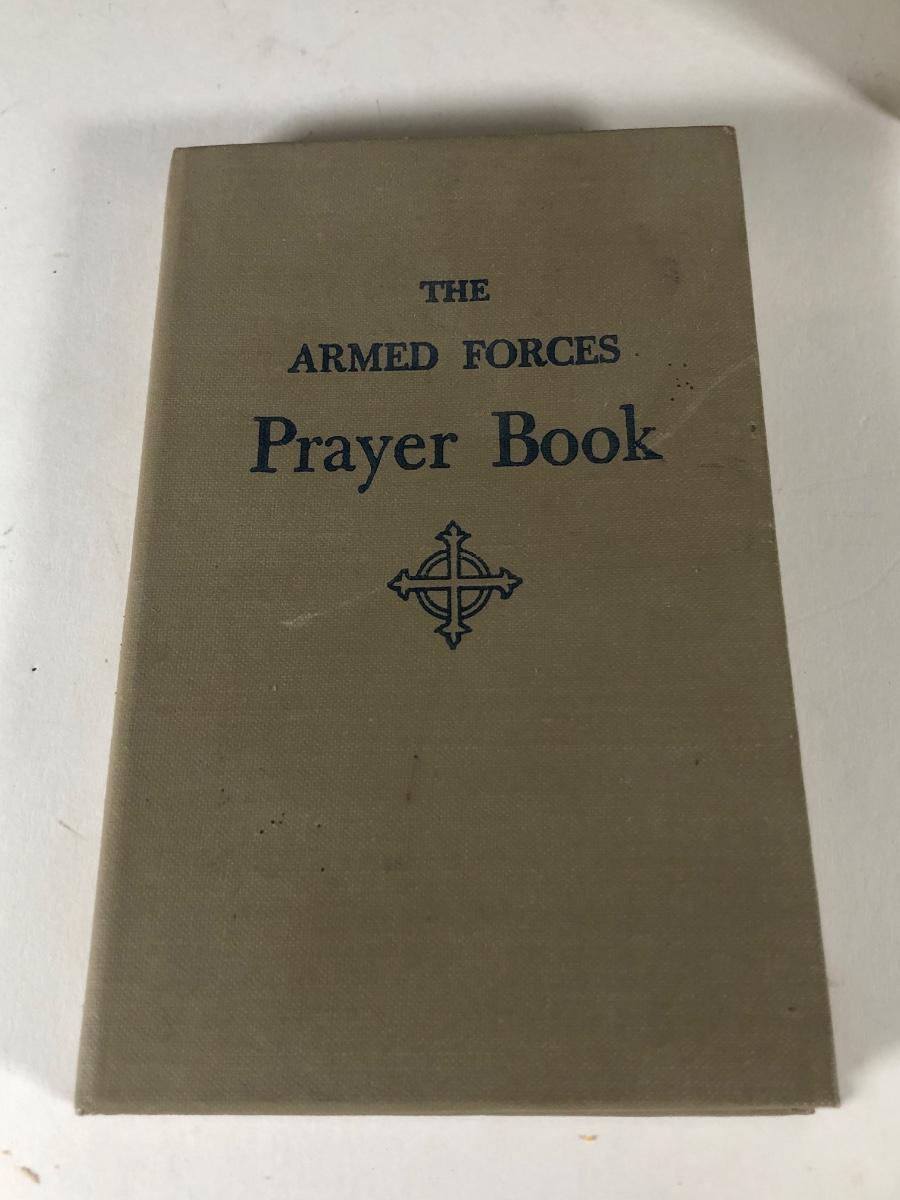 THE
ARMED FORCES
Prayer Book